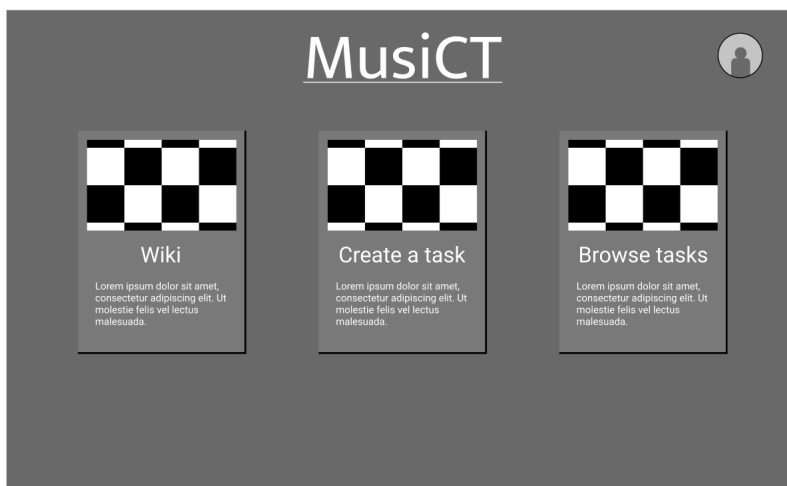 MusiCT
Wiki
Lorem ipsum dolor sit amet,
consectetur adipiscing elit. Ut
molestie felis vel lectus
malesuada.
Create a task
Lorem ipsum dolor sit amet,
consectetur adipiscing elit. Ut
molestie felis vel lectus
malesuada.
Browse tasks
Lorem ipsum dolor sit amet,
consectetur adipiscing elit. Ut
molestie felis vel lectus
malesuada.